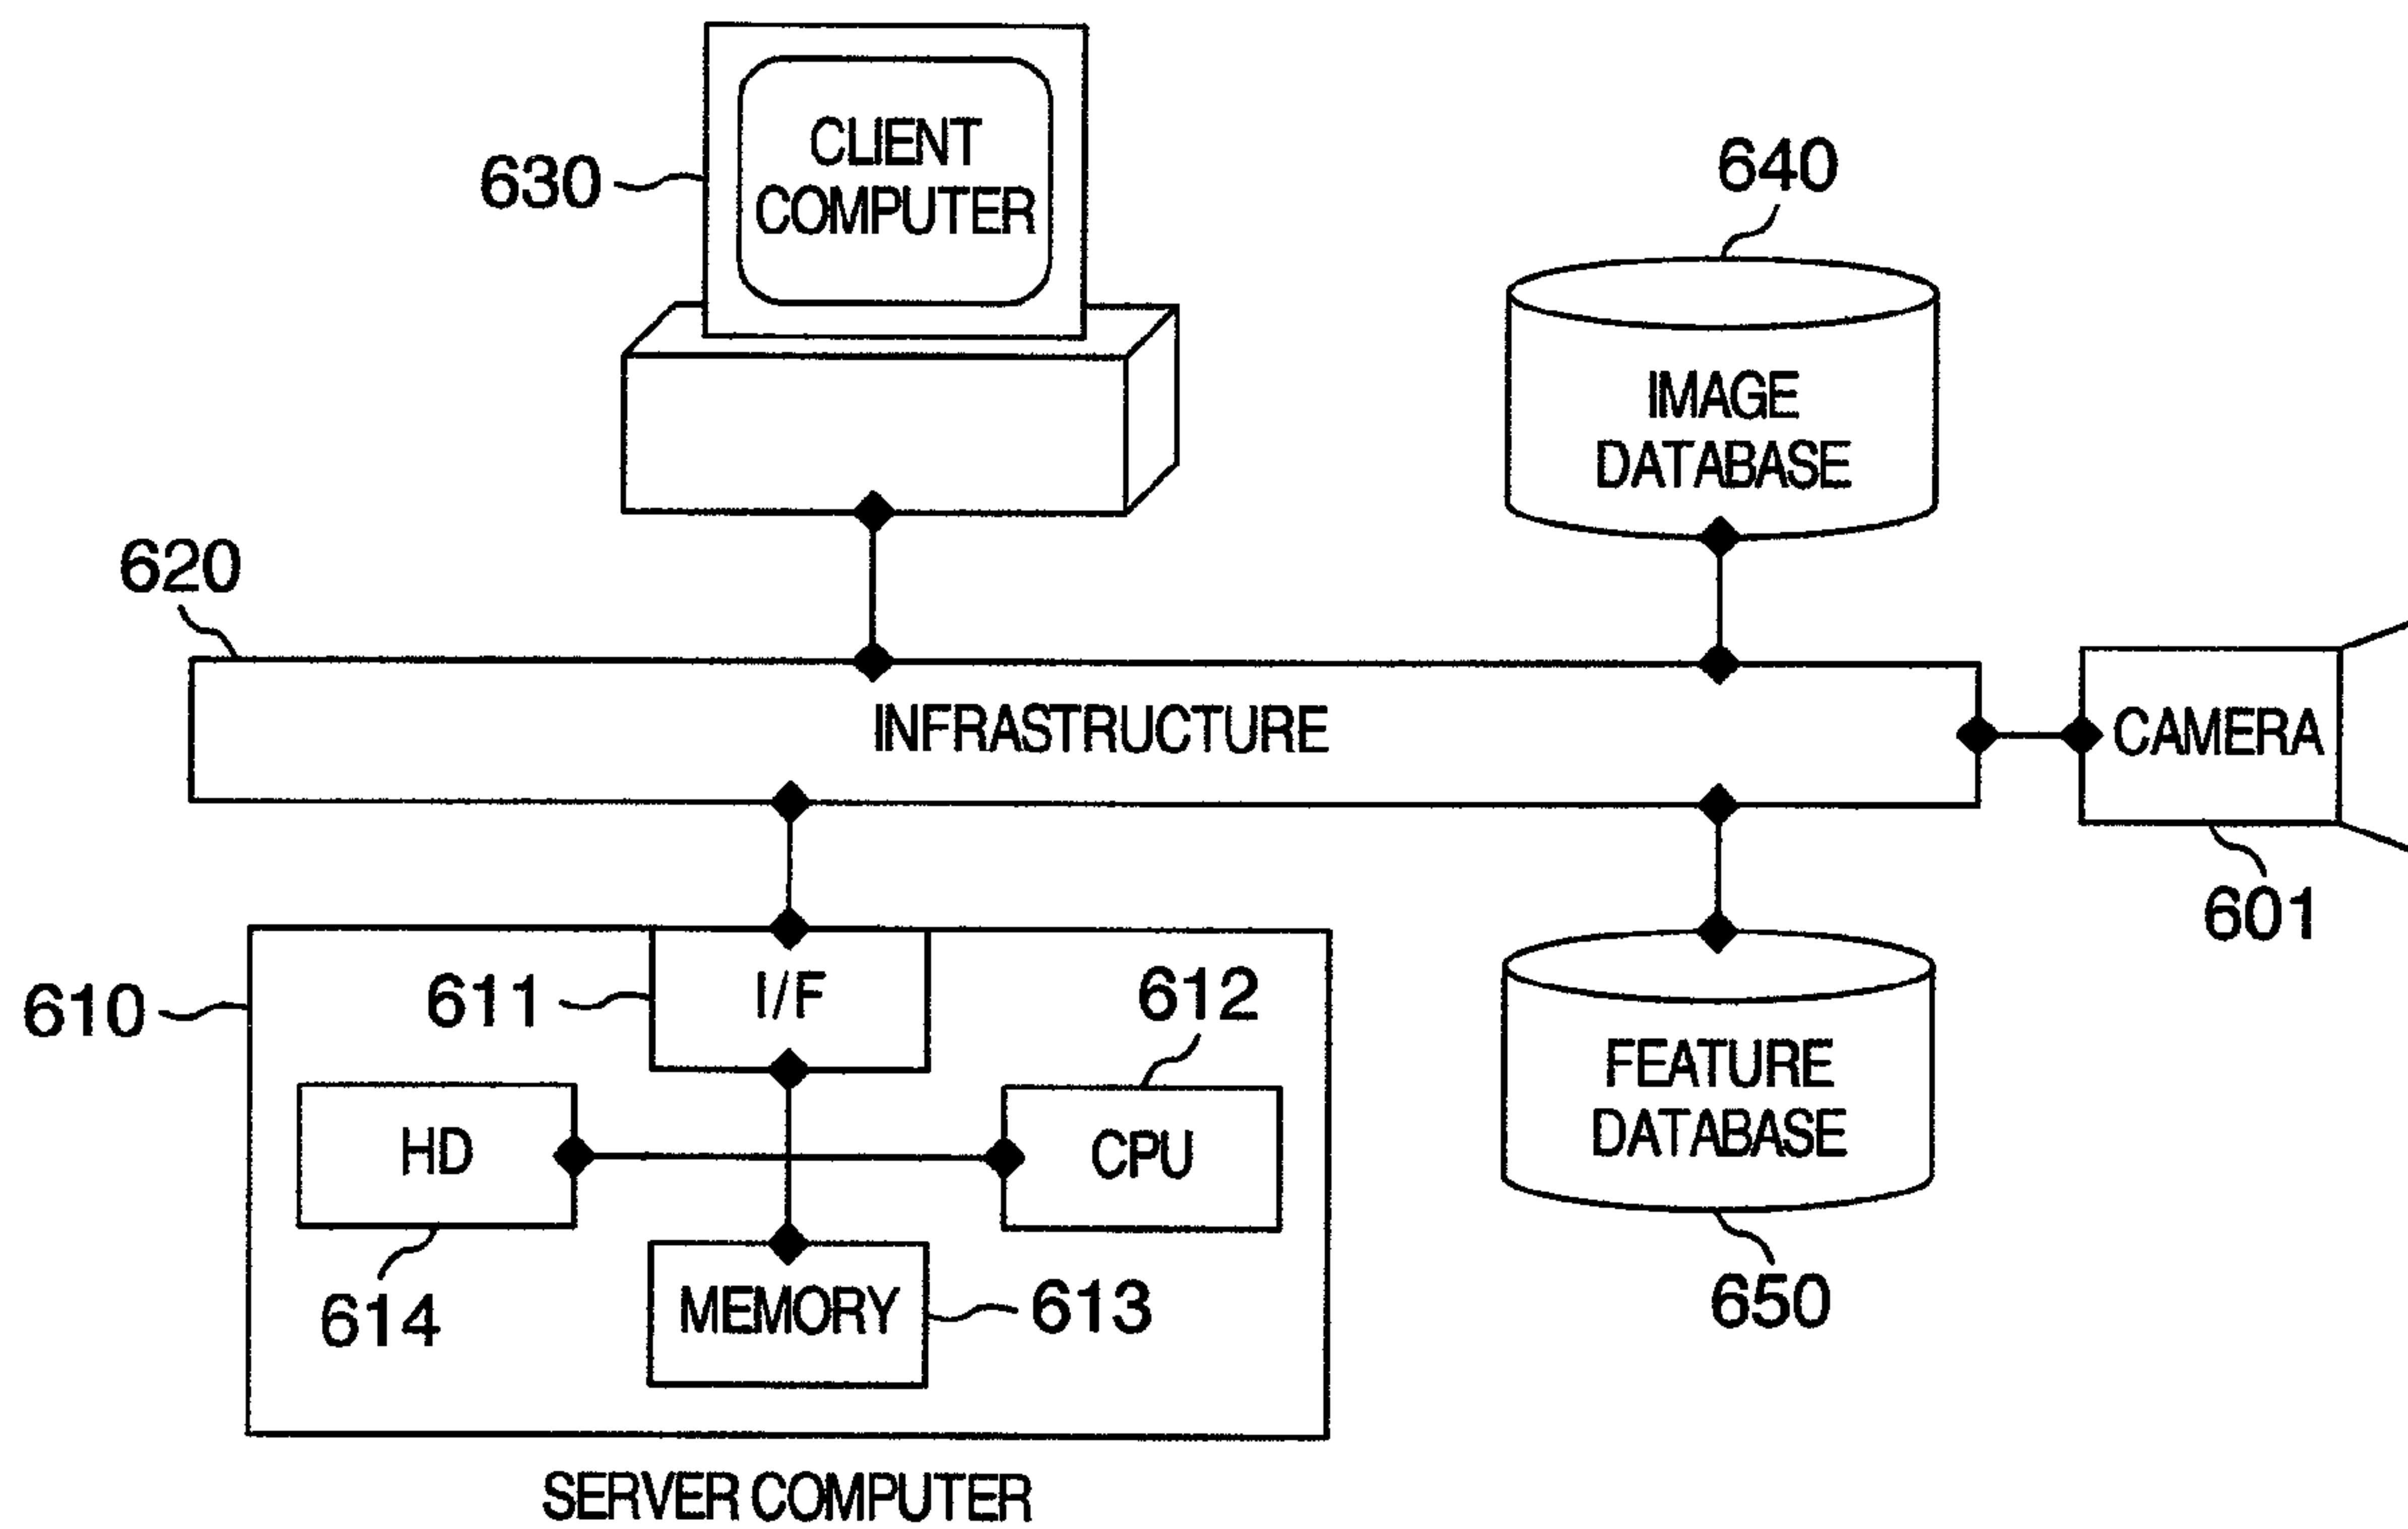 CLIENT
COMPUTER
630
640
IMAGE
DATABASE
620
INFRASTRUCTURE
CAMERA
601
610
611
I/F
612
HD
CPU
FEATURE
DATABASE
614
MEMORY
613
650
SERVER COMPUTER